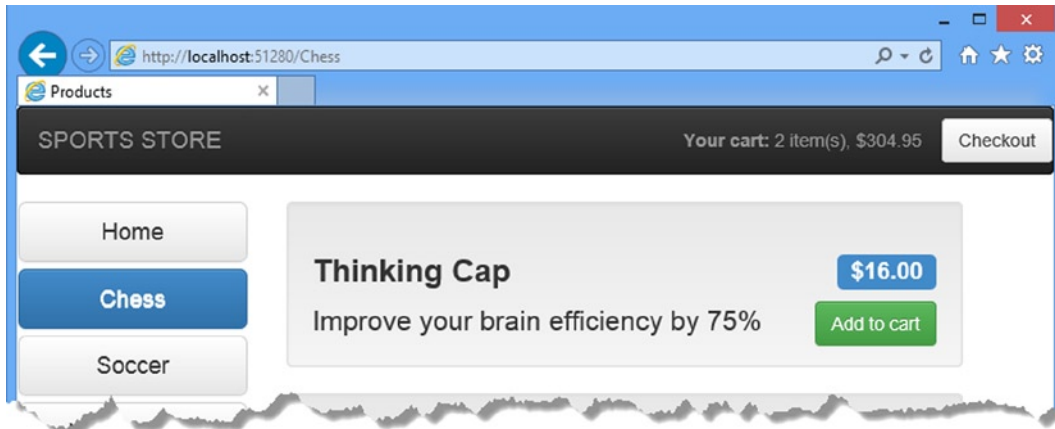 http://localhost:51280/Chess
Products
SPORTS STORE
Your cart: 2 item(s), $304.95
Checkout
Home
Chess
Soccer
Thinking Cap
$16.00
Improve your brain efficiency by 75%
Add to cart